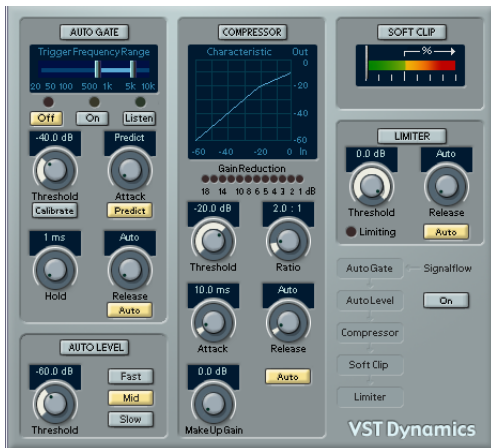 AUTO GATE
Trigger Frequency Range
20 50 100 500 1k 5k 10k
Off On Listen
-40.0 dB Predict
Threshold Attack
Calibrate Predict
1 ms Auto
Hold Release
Auto
AUTO LEVEL
-60.0 dB
Fast
Mid
Slow
Threshold
COMPRESSOR
Characteristic Out
0
-20
-40
-60
-60 -40 -20 0 In
Gain Reduction
18 14 10 8 6 5 4 3 2 1 dB
-20.0 dB 2.0 : 1
Threshold Ratio
10.0 ms Auto
Attack Release
0.0 dB Auto
MakeUp Gain
SOFT CLIP
%
LIMITER
0.0 dB Auto
Threshold Release
Limiting Auto
Auto Gate Signalflow
Auto Level On
Compressor
Soft Clip
Limiter
VST Dynamics